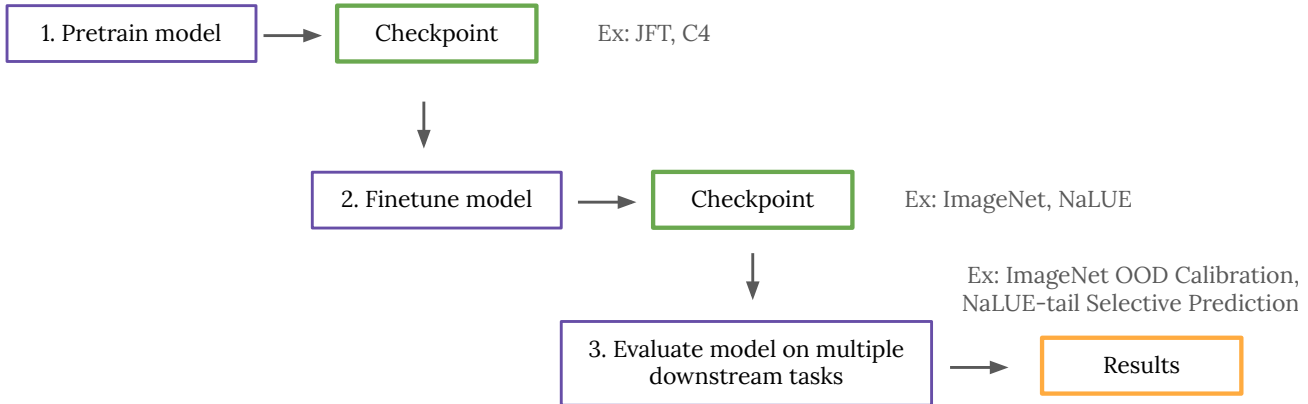 1. Pretrain model
Checkpoint
Ex: JFT, C4
2. Finetune model
Checkpoint
Ex: ImageNet, NaLUE
Ex: ImageNet OOD Calibration,
NaLUE-tail Selective Prediction
3. Evaluate model on multiple
downstream tasks
Results